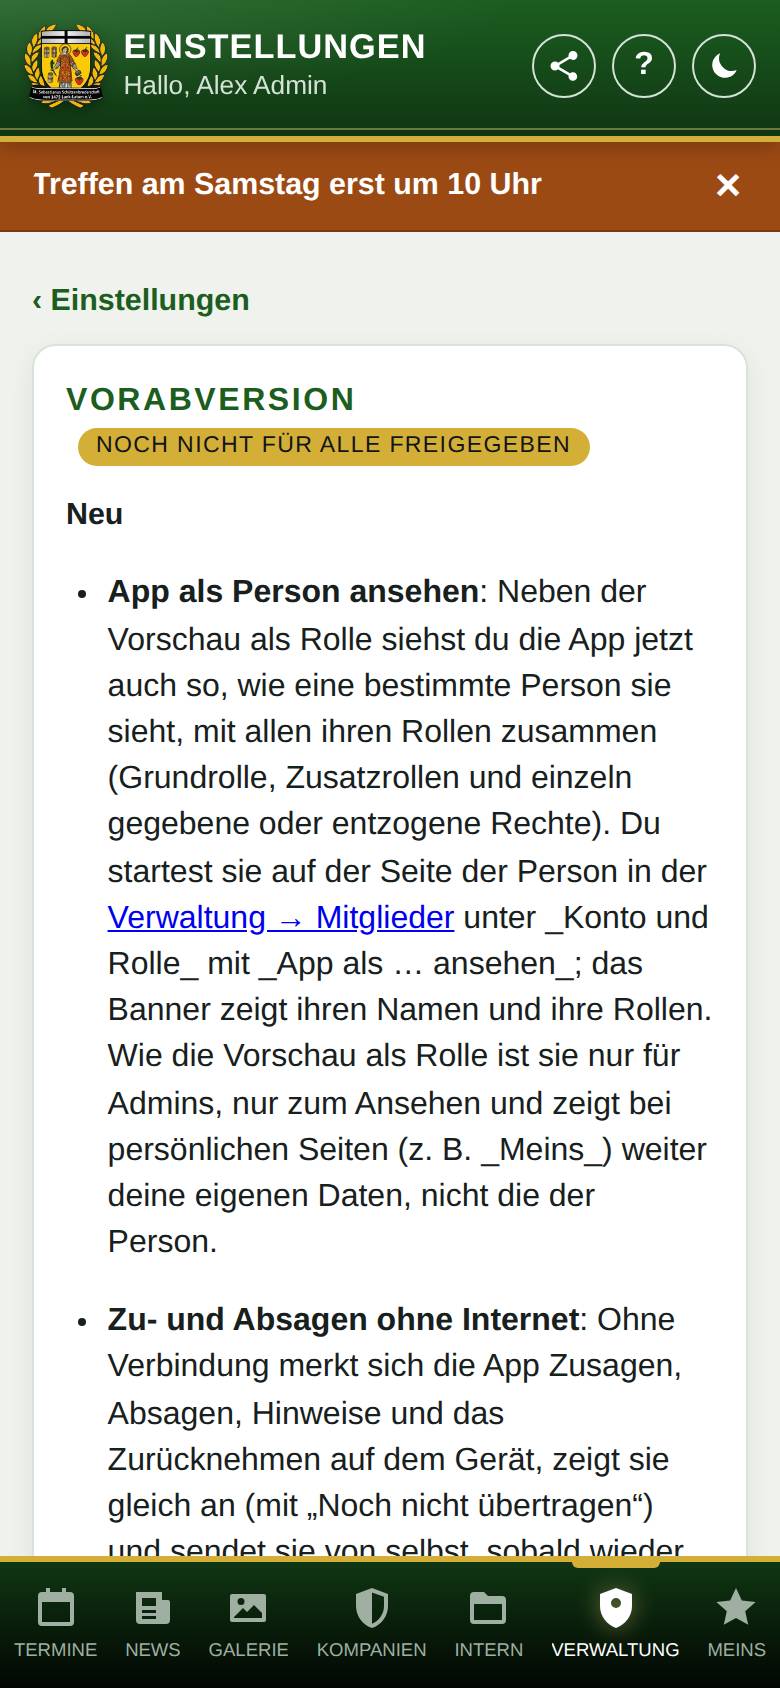 EINSTELLUNGEN
Hallo, Alex Admin
?
Treffen am Samstag erst um 10 Uhr
×
‹ Einstellungen
VORABVERSION
NOCH NICHT FÜR ALLE FREIGEGEBEN
Neu
• App als Person ansehen: Neben der
Vorschau als Rolle siehst du die App jetzt
auch so, wie eine bestimmte Person sie
sieht, mit allen ihren Rollen zusammen
(Grundrolle, Zusatzrollen und einzeln
gegebene oder entzogene Rechte). Du
startest sie auf der Seite der Person in der
Verwaltung → Mitglieder unter _Konto und
Rolle_ mit _App als … ansehen_; das
Banner zeigt ihren Namen und ihre Rollen.
Wie die Vorschau als Rolle ist sie nur für
Admins, nur zum Ansehen und zeigt bei
persönlichen Seiten (z. B. _Meins_) weiter
deine eigenen Daten, nicht die der
Person.
• Zu- und Absagen ohne Internet: Ohne
Verbindung merkt sich die App Zusagen,
Absagen, Hinweise und das
Zurücknehmen auf dem Gerät, zeigt sie
gleich an (mit „Noch nicht übertragen“)
und sendet sie von selbst, sobald wieder
TERMINE
NEWS
GALERIE
KOMPANIEN
INTERN
VERWALTUNG
MEINS